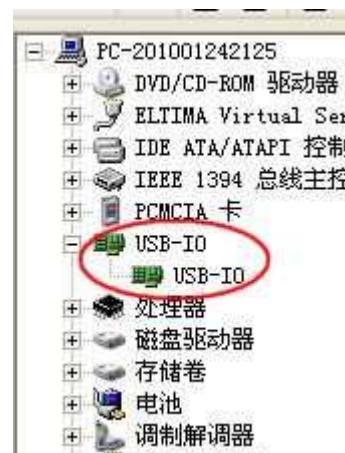 PC-201001242125
DVD/CD-ROM 驱动器
ELTIMA Virtual Ser
IDE ATA/ATAPI 控制
IEEE 1394 总线主控
PCMCIA 卡
USB-IO
USB-IO
处理器
磁盘驱动器
存储卷
电池
调制解调器